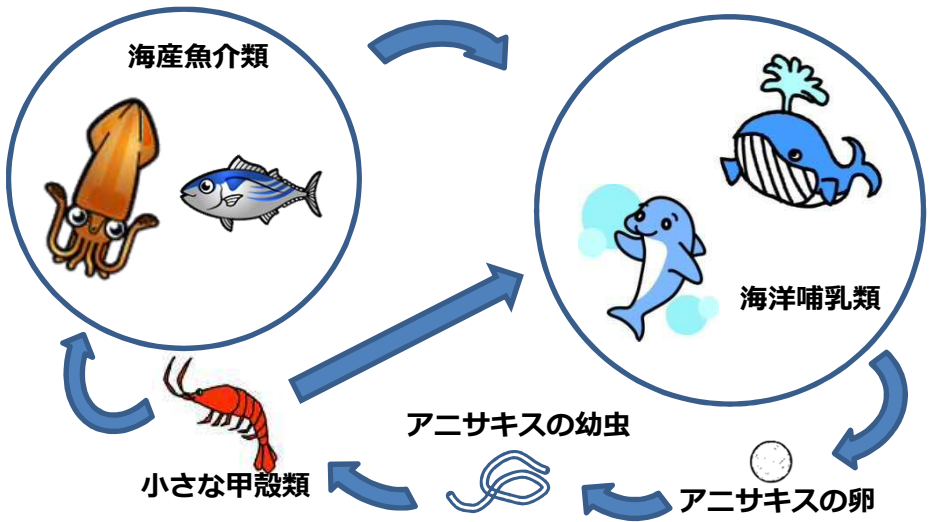 海産魚介類
海洋哺乳類
アニサキスの幼虫
小さな甲殻類
アニサキスの卵